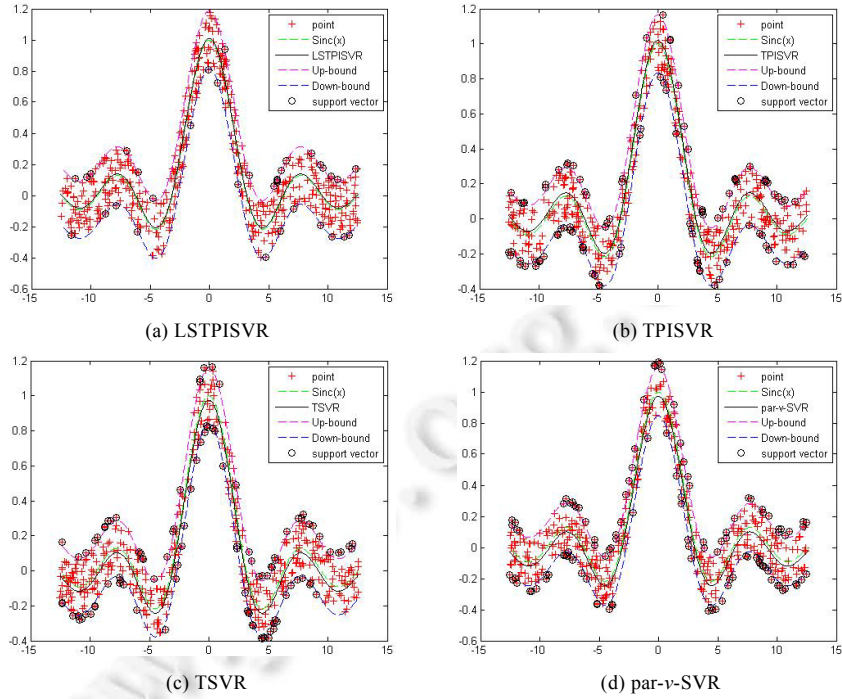 1.2
1
0.8
0.6
0.4
0.2
0
-0.2
-0.4
-0.6
-15 -10 -5 0 5 10 15
point
Sinc(x)
LSTPISVR
Up-bound
Down-bound
support vector
(a) LSTPISVR
1.2
1
0.8
0.6
0.4
0.2
0
-0.2
-0.4
-15 -10 -5 0 5 10 15
point
Sinc(x)
TPISVR
Up-bound
Down-bound
support vector
(b) TPISVR
1.2
1
0.8
0.6
0.4
0.2
0
-0.2
-0.4
-15 -10 -5 0 5 10 15
point
Sinc(x)
TSVR
Up-bound
Down-bound
support vector
(c) TSVR
1.2
1
0.8
0.6
0.4
0.2
0
-0.2
-0.4
-0.6
-15 -10 -5 0 5 10 15
point
Sinc(x)
par-v-SVR
Up-bound
Down-bound
support vector
(d) par-v-SVR